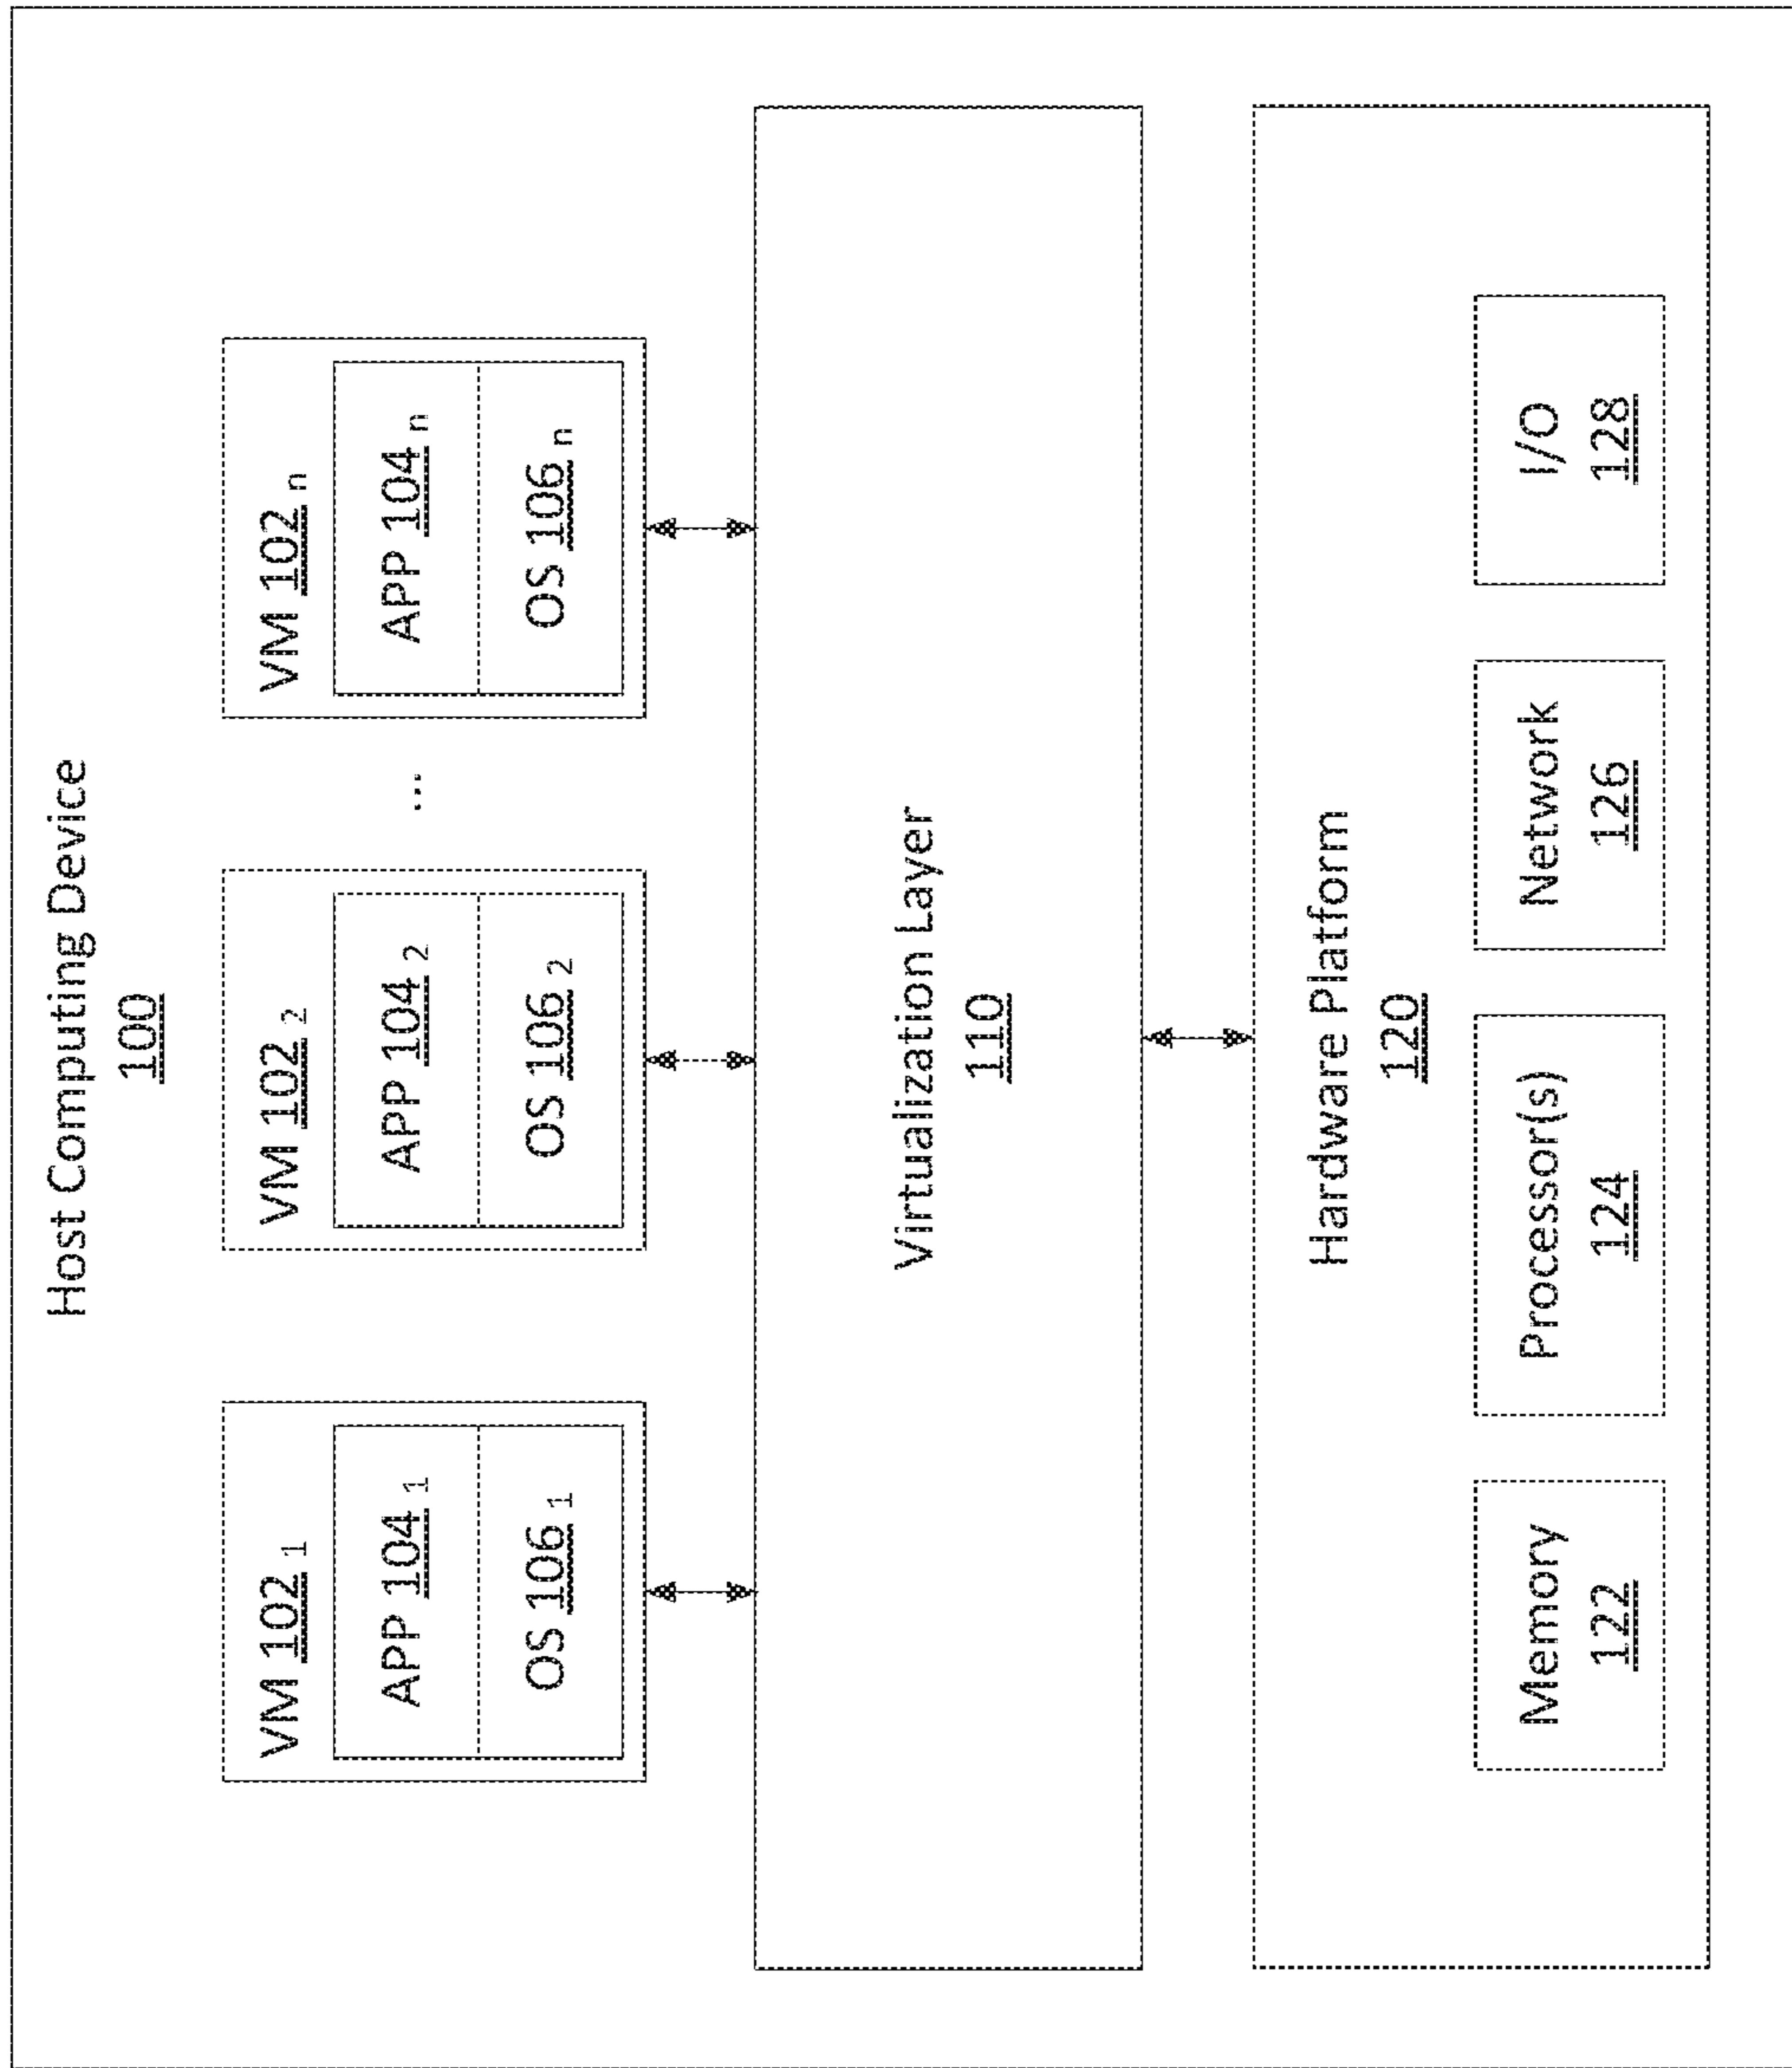 Host Computing Device
100
VM 102 1
APP 104 1
OS 106 1
VM 102 2
APP 104 2
OS 106 2
...
VM 102 n
APP 104 n
OS 106 n
Virtualization Layer
110
Hardware Platform
120
Memory
122
Processor(s)
124
Network
126
I/O
128